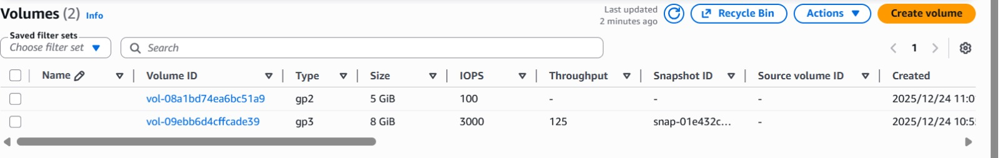 Volumes (2) Info
Last updated
2 minutes ago
Recycle Bin
Actions
Create volume
Saved filter sets
Choose filter set
Search
1
Name Volume ID Type Size IOPS Throughput Snapshot ID Source volume ID Created
vol-08a1bd74ea6bc51a9 gp2 5 GiB 100 - - - 2025/12/24 11:0
vol-09ebb6d4cffcade39 gp3 8 GiB 3000 125 snap-01e432c... - 2025/12/24 10:5